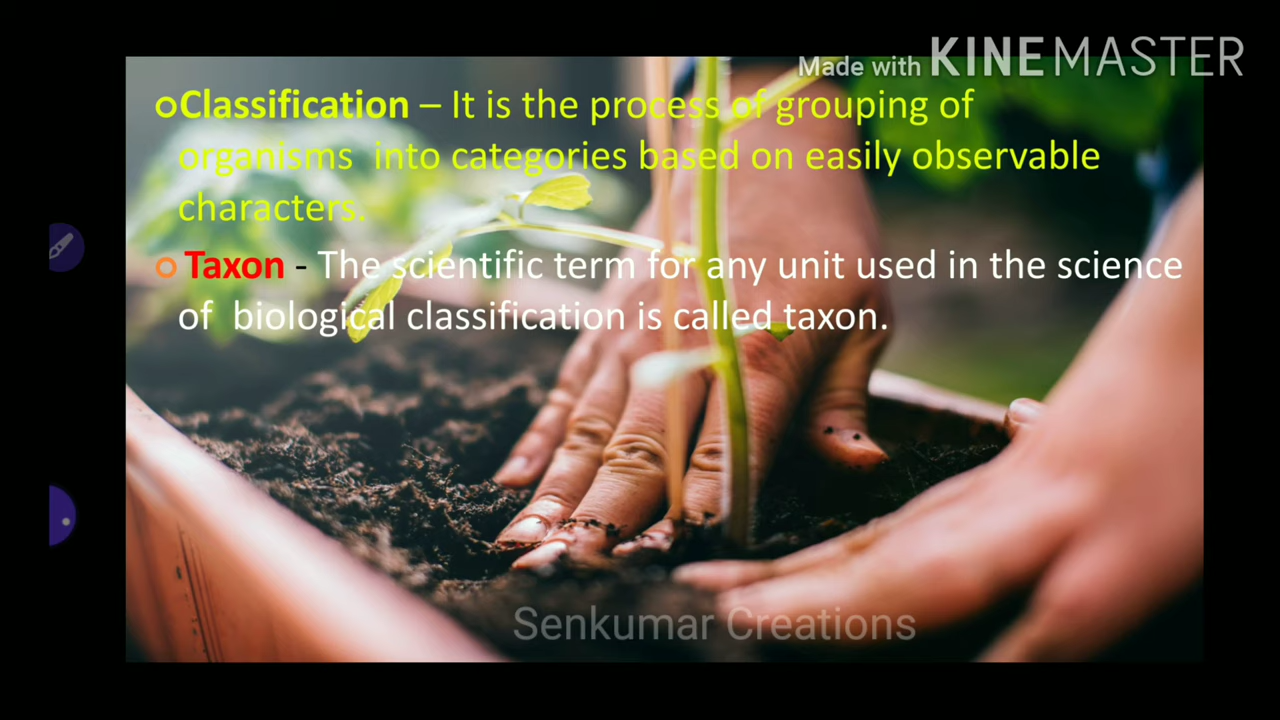 Made with KINEMASTER
Classification – It is the process of grouping of
organisms into categories based on easily observable
characters.
Taxon - The scientific term for any unit used in the science
of biological classification is called taxon.
Senkumar Creations